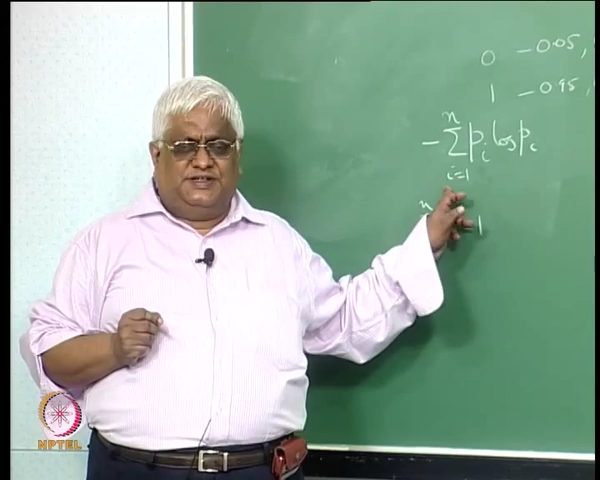 0 - 0.05,
1 - 0.95,
n
- Σ pᵢ log pᵢ
i=1
n
1
NPTEL